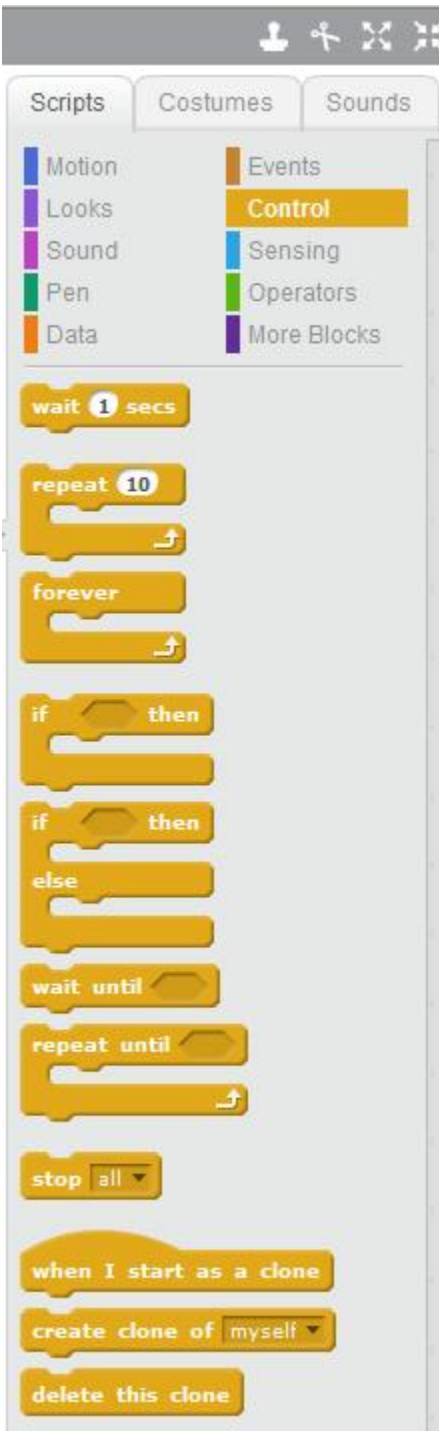 Scripts Costumes Sounds
Motion Events
Looks Control
Sound Sensing
Pen Operators
Data More Blocks
wait 1 secs
repeat 10
forever
if then
if then
else
wait until
repeat until
stop all
when I start as a clone
create clone of myself
delete this clone